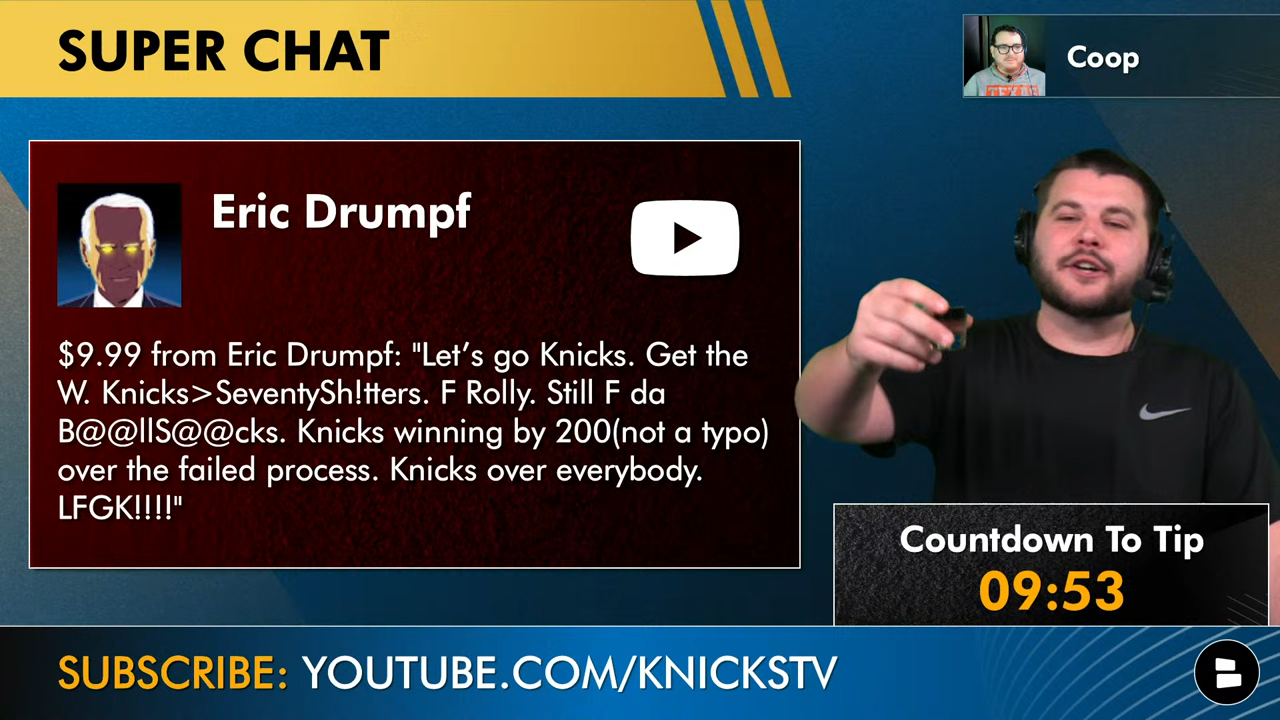 SUPER CHAT
Coop
Eric Drumpf
$9.99 from Eric Drumpf: "Let’s go Knicks. Get the
W. Knicks>SeventySh!tters. F Rolly. Still F da
B@@llS@@cks. Knicks winning by 200(not a typo)
over the failed process. Knicks over everybody.
LFGK!!!!"
Countdown To Tip
09:53
SUBSCRIBE: YOUTUBE.COM/KNICKSTV